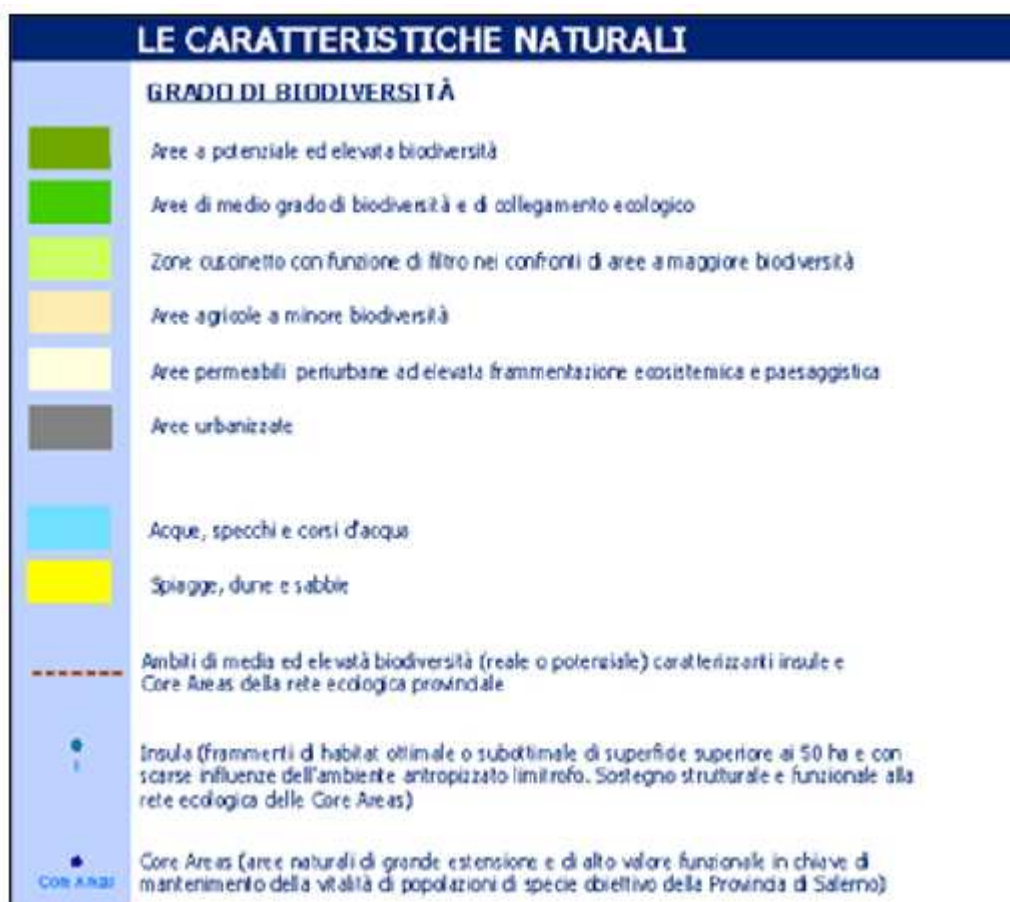 LE CARATTERISTICHE NATURALI
GRADO DI BIODIVERSITÀ
Aree a potenziale ed elevata biodiversità
Aree di medio grado di biodiversità e di collegamento ecologico
Zone cuscinetto con funzione di filtro nei confronti di aree a maggiore biodiversità
Aree agricole a minore biodiversità
Aree permeabili periurbane ad elevata frammentazione ecosistemica e paesaggistica
Aree urbanizzate
Acque, specchi e corsi d'acqua
Spiagge, dune e sabbie
Ambiti di media ed elevatà biodiversità (reale o potenziale) caratterizzanti insule e
Core Areas della rete ecologica provinciale
I
Insula (frammenti di habitat ottimale o subottimale di superficie superiore ai 50 ha e con
scarse influenze dell'ambiente antropizzato limitrofo. Sostegno strutturale e funzionale alla
rete ecologica delle Core Areas)
Core Areas
Core Areas (aree naturali di grande estensione e di alto valore funzionale in chiave di
mantenimento della vitalità di popolazioni di specie obiettivo della Provincia di Salerno)